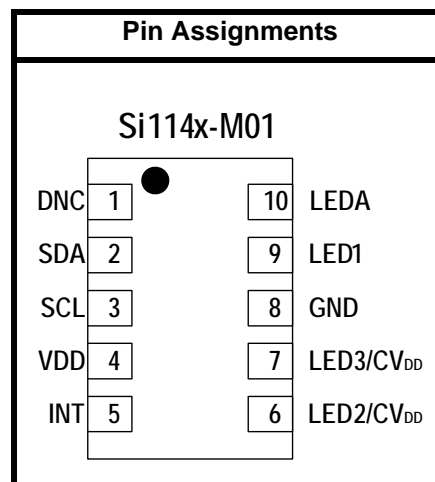 Pin Assignments
Si114x-M01
DNC 1 10 LEDA
SDA 2 9 LED1
SCL 3 8 GND
VDD 4 7 LED3/CVDD
INT 5 6 LED2/CVDD